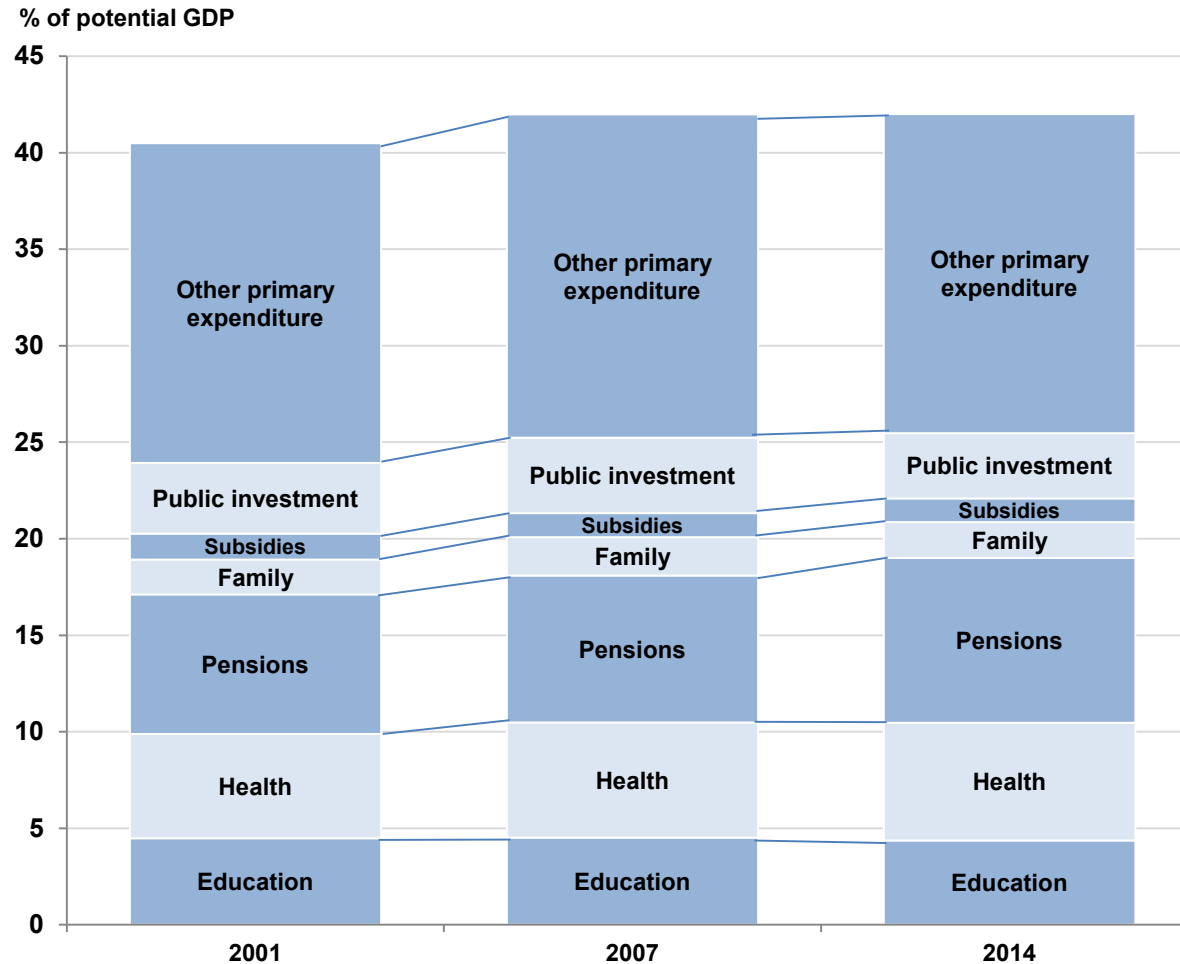 % of potential GDP
45
40
35
30
25
20
15
10
5
0
Other primary
expenditure
Public investment
Subsidies
Family
Pensions
Health
Education
Other primary
expenditure
Public investment
Subsidies
Family
Pensions
Health
Education
Other primary
expenditure
Public investment
Subsidies
Family
Pensions
Health
Education
2001
2007
2014